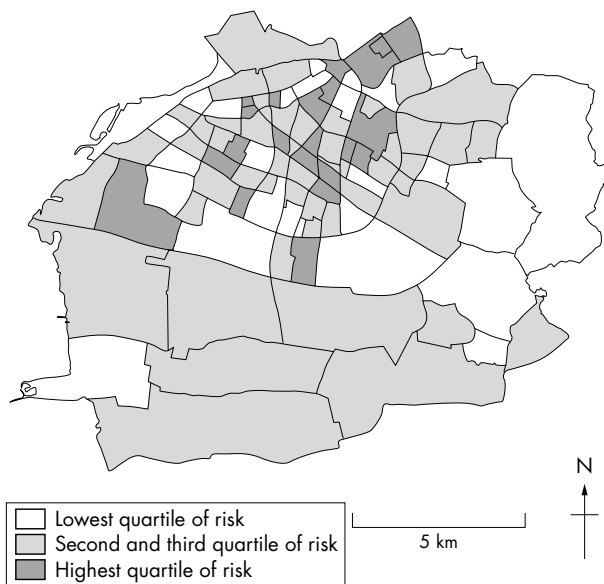 N
Lowest quartile of risk
Second and third quartile of risk
Highest quartile of risk
5 km